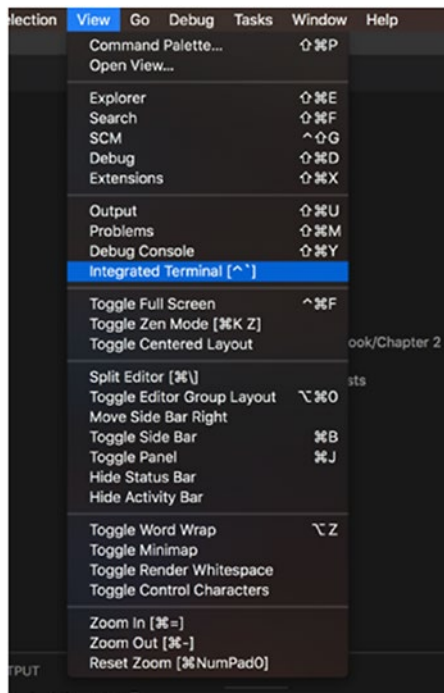 lection View Go Debug Tasks Window Help
Command Palette... ⇧⌘P
Open View...
Explorer ⇧⌘E
Search ⇧⌘F
SCM ^⇧G
Debug ⇧⌘D
Extensions ⇧⌘X
Output ⇧⌘U
Problems ⇧⌘M
Debug Console ⇧⌘Y
Integrated Terminal [^`]
Toggle Full Screen ^⌘F
Toggle Zen Mode [⌘K Z]
Toggle Centered Layout
ook/Chapter 2
Split Editor [⌘\]
sts
Toggle Editor Group Layout ⌥⌘0
Move Side Bar Right
Toggle Side Bar ⌘B
Toggle Panel ⌘J
Hide Status Bar
Hide Activity Bar
Toggle Word Wrap ⌥Z
Toggle Minimap
Toggle Render Whitespace
Toggle Control Characters
Zoom In [⌘=]
Zoom Out [⌘-]
Reset Zoom [⌘NumPad0]
TPUT